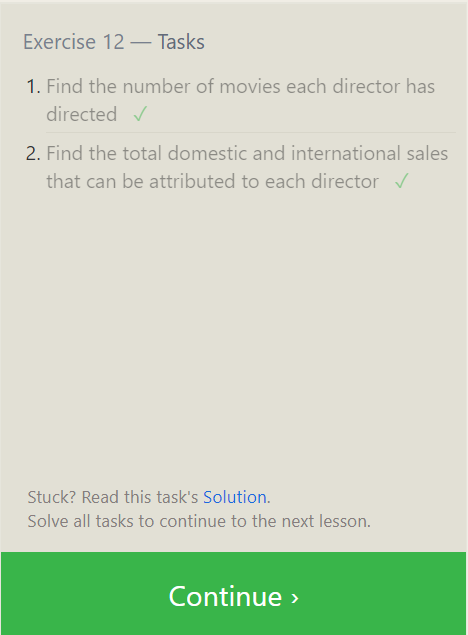 Exercise 12 — Tasks
1. Find the number of movies each director has
directed ✓
2. Find the total domestic and international sales
that can be attributed to each director ✓
Stuck? Read this task's Solution.
Solve all tasks to continue to the next lesson.
Continue ›